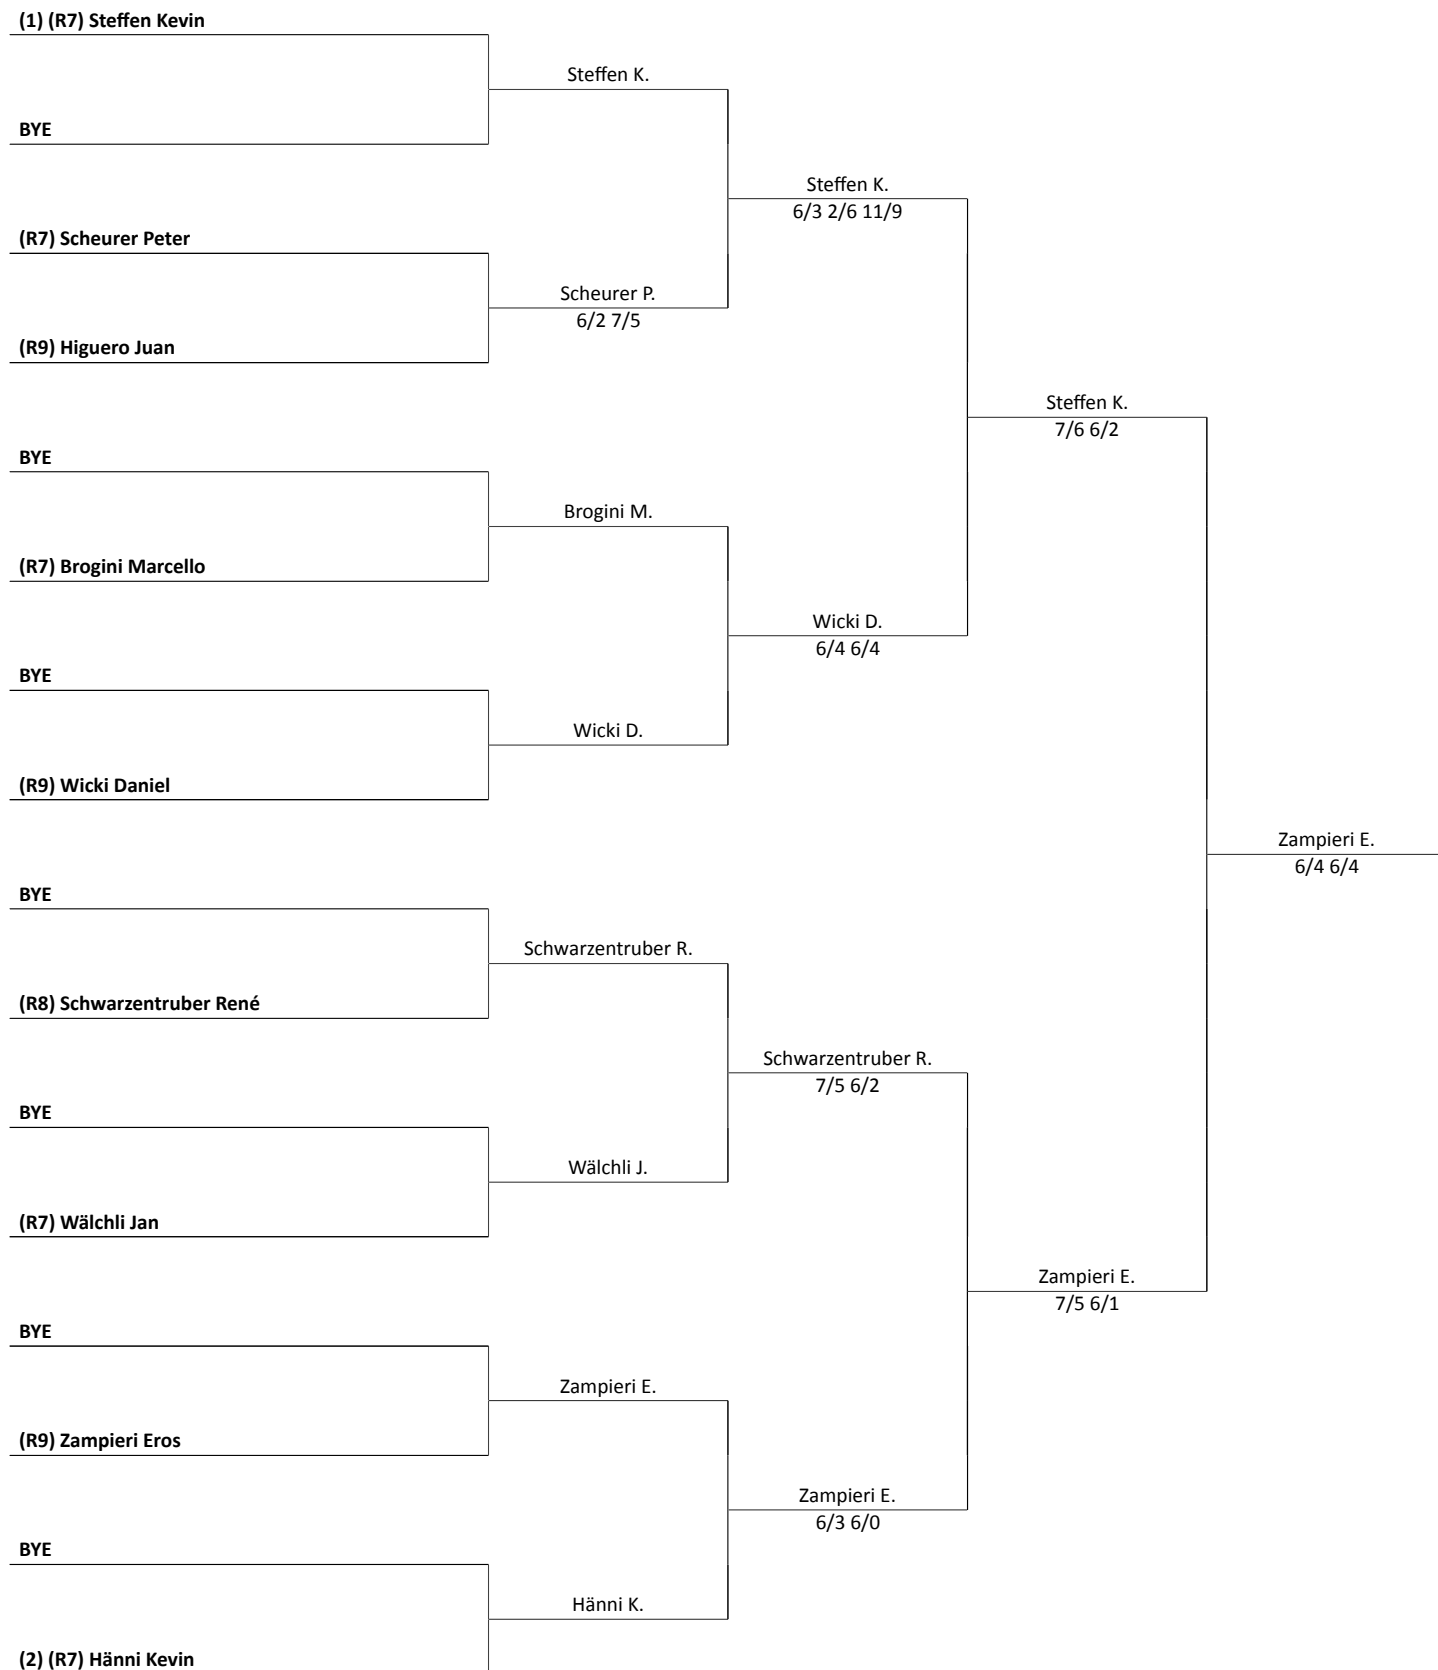 (1) (R7) Steffen Kevin
Steffen K.
BYE
Steffen K.
6/3 2/6 11/9
(R7) Scheurer Peter
Scheurer P.
6/2 7/5
(R9) Higuero Juan
Steffen K.
7/6 6/2
BYE
Brogini M.
(R7) Brogini Marcello
Wicki D.
6/4 6/4
BYE
Wicki D.
(R9) Wicki Daniel
Zampieri E.
6/4 6/4
BYE
Schwarzentruber R.
(R8) Schwarzentruber René
Schwarzentruber R.
7/5 6/2
BYE
Wälchli J.
(R7) Wälchli Jan
Zampieri E.
7/5 6/1
BYE
Zampieri E.
(R9) Zampieri Eros
Zampieri E.
6/3 6/0
BYE
Hänni K.
(2) (R7) Hänni Kevin